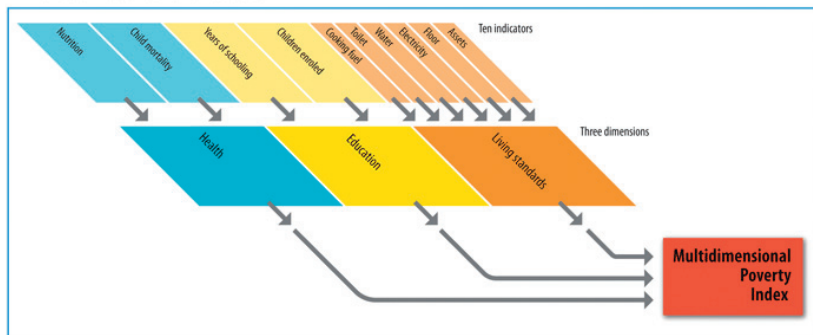 Nutrition
Child mortality
Years of schooling
Children enroled
Cooking fuel
Toilet
Water
Electricity
Floor
Assets
Ten indicators
Health
Education
Living standards
Three dimensions
Multidimensional
Poverty
Index